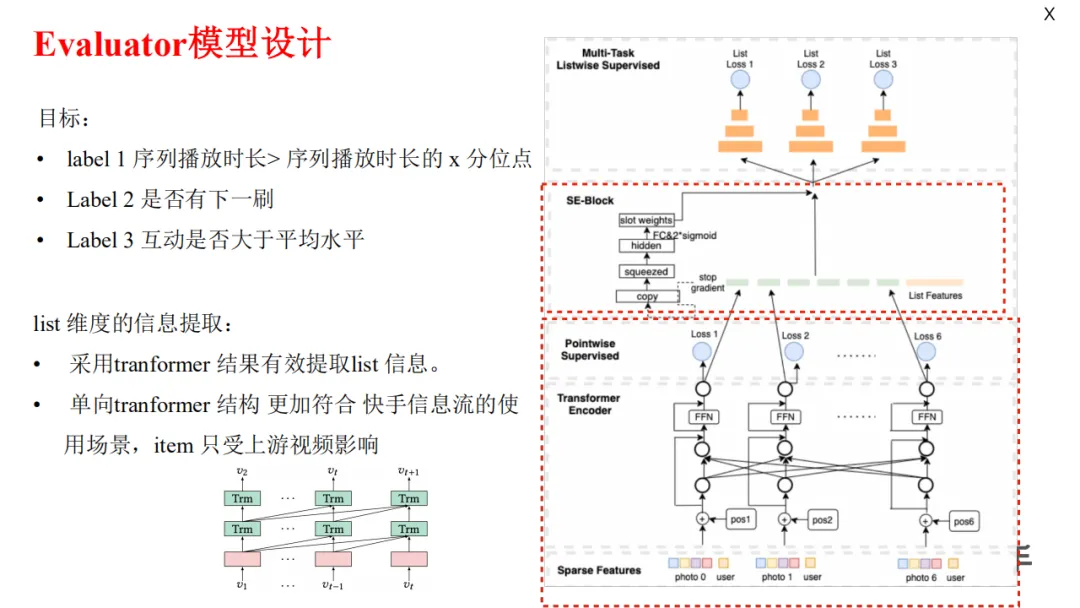 X
Evaluator模型设计
目标：
• label 1 序列播放时长> 序列播放时长的 x 分位点
• Label 2 是否有下一刷
• Label 3 互动是否大于平均水平
list 维度的信息提取：
• 采用tranformer 结果有效提取list 信息。
• 单向tranformer 结构 更加符合 快手信息流的使
用场景，item 只受上游视频影响
v2 vt vt+1
Trm ... Trm Trm
Trm ... Trm Trm
...
v1 ... vt−1 vt
Multi-Task
Listwise Supervised
List
Loss 1
List
Loss 2
List
Loss 3
SE-Block
slot weights
FC&2*sigmoid
hidden
squeezed
copy
stop
gradient
List Features
Pointwise
Supervised
Loss 1
Loss 2
Loss 6
........
Transformer
Encoder
FFN
FFN
........
FFN
pos1
pos2
pos6
Sparse Features
photo 0 user
photo 1 user
photo 6 user